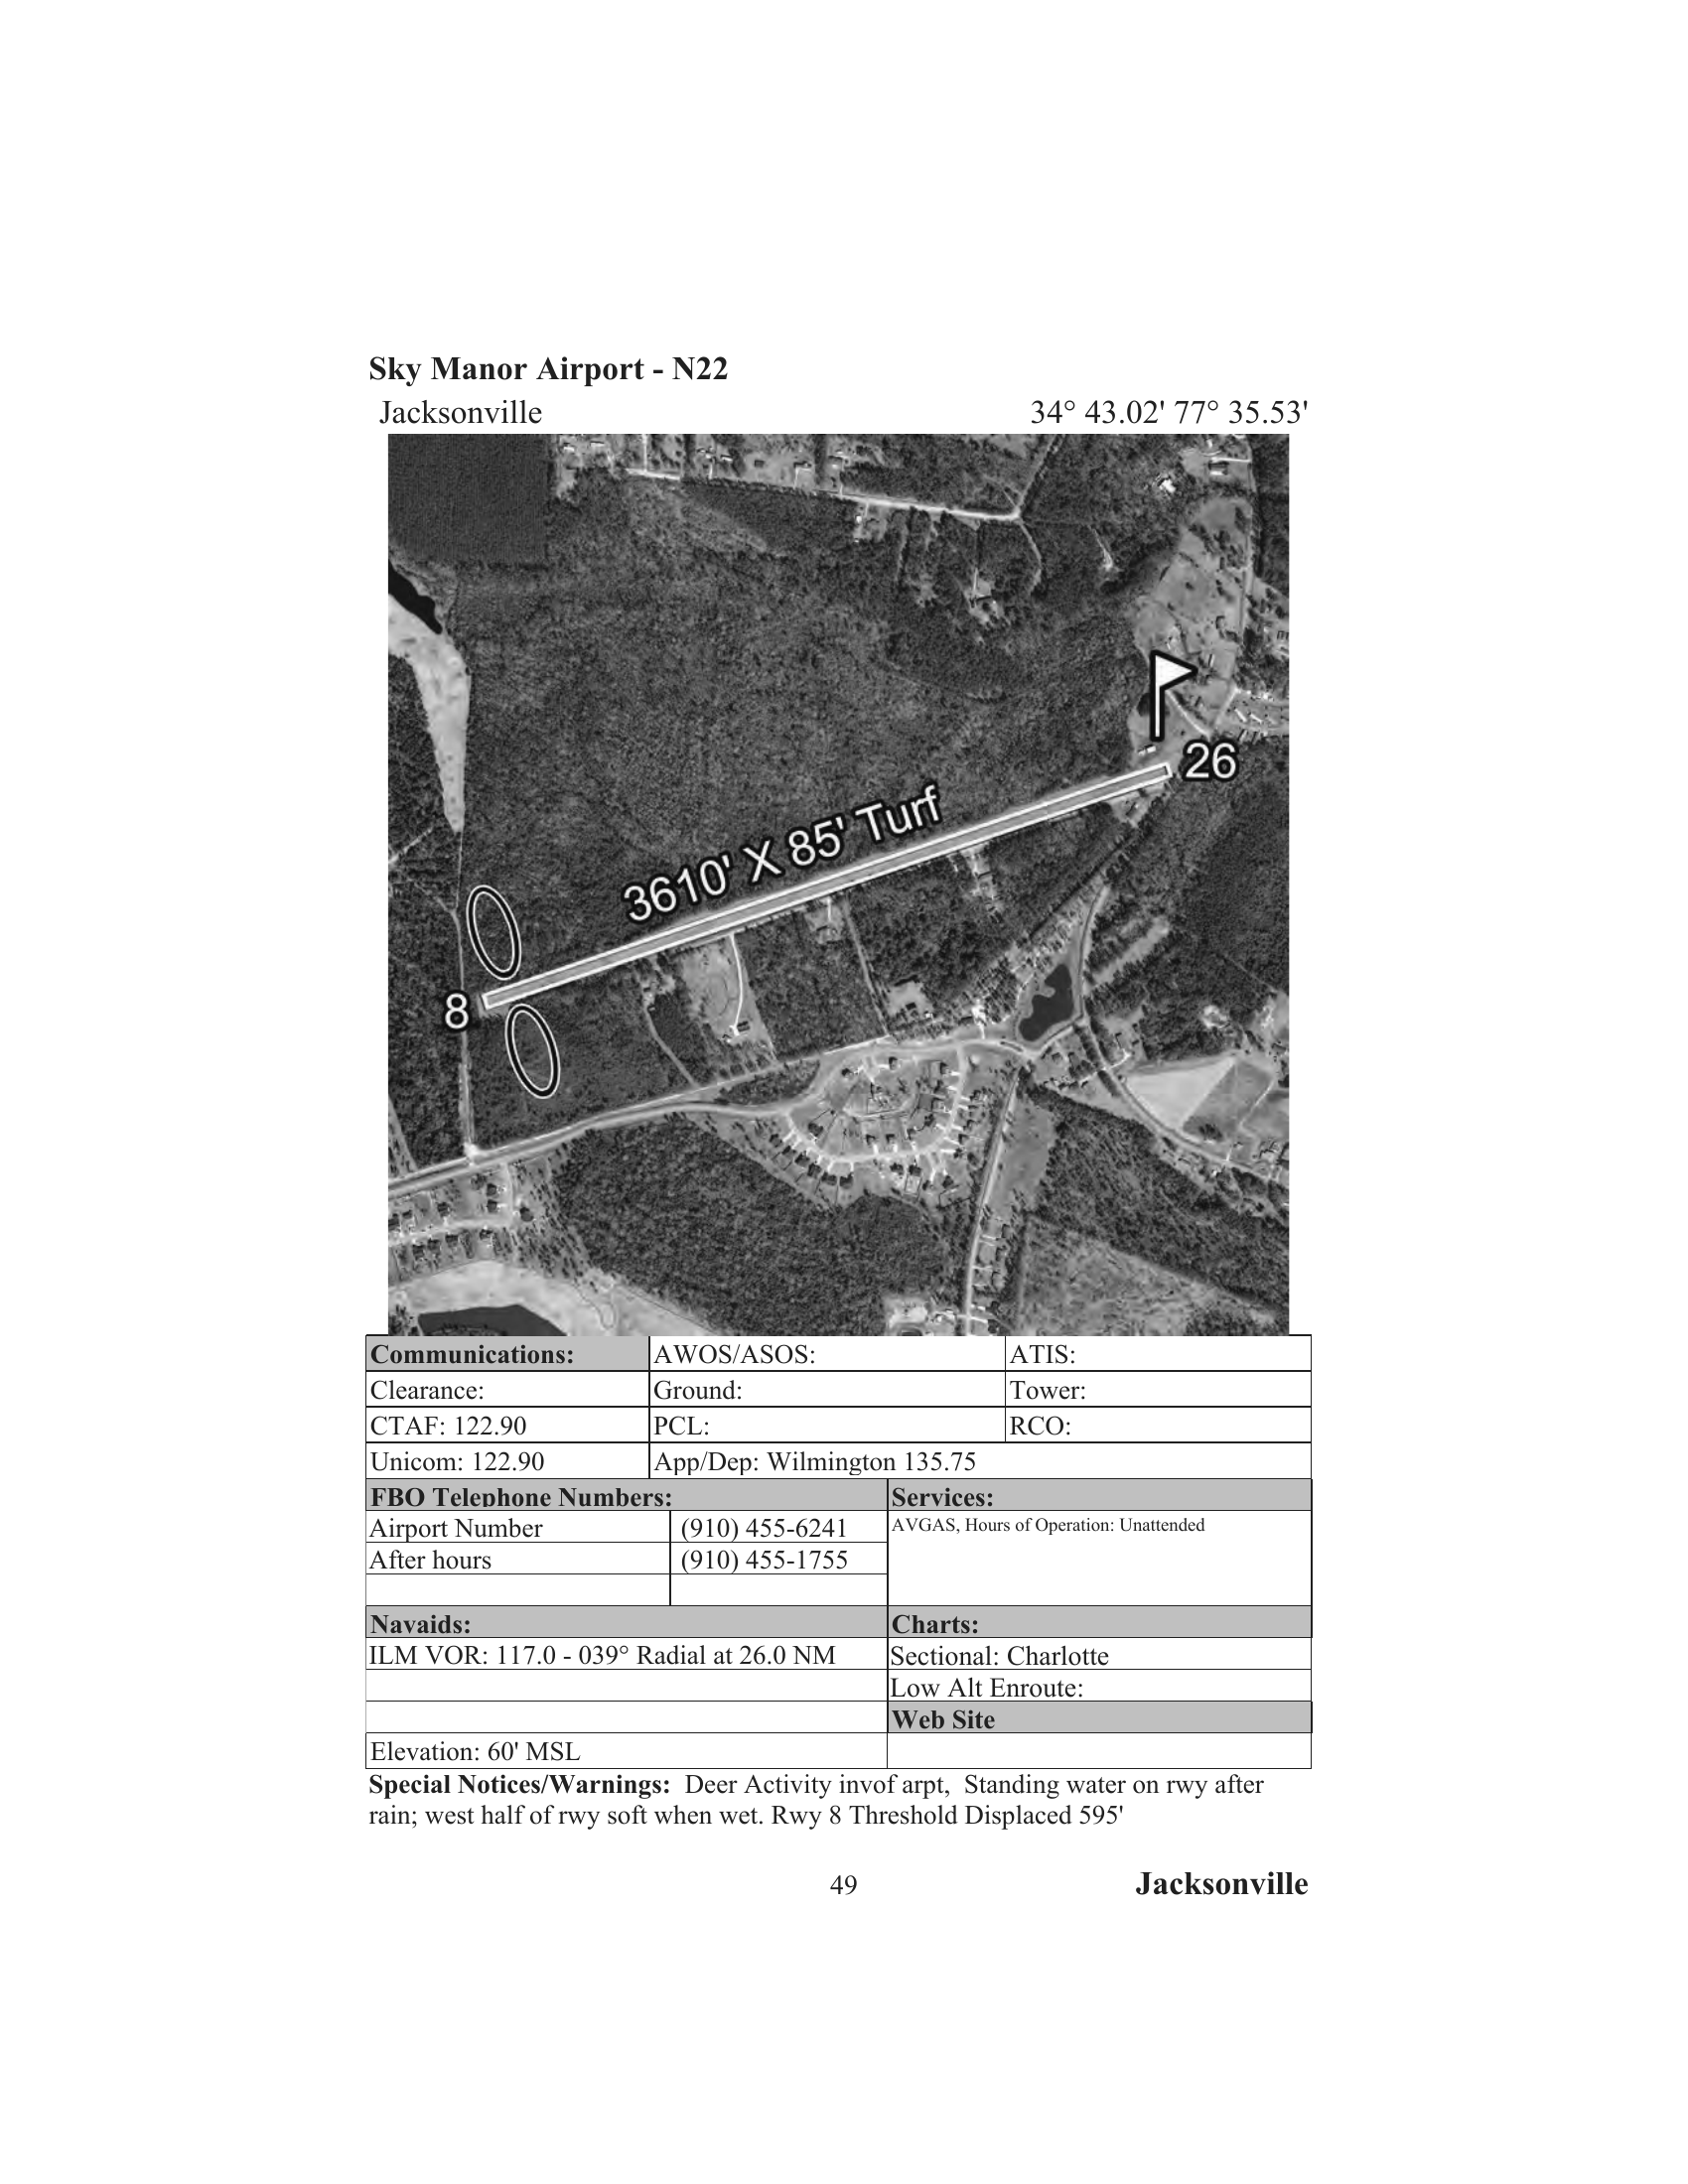 Sky Manor Airport - N22
Jacksonville 34° 43.02' 77° 35.53'
26
3610' X 85' Turf
8
Communications: AWOS/ASOS: ATIS:
Clearance: Ground: Tower:
CTAF: 122.90 PCL: RCO:
Unicom: 122.90 App/Dep: Wilmington 135.75
FBO Telephone Numbers: Services:
Airport Number (910) 455-6241 AVGAS, Hours of Operation: Unattended
After hours (910) 455-1755
Navaids: Charts:
ILM VOR: 117.0 - 039° Radial at 26.0 NM Sectional: Charlotte
Low Alt Enroute:
Web Site
Elevation: 60' MSL
Special Notices/Warnings: Deer Activity invof arpt, Standing water on rwy after
rain; west half of rwy soft when wet. Rwy 8 Threshold Displaced 595'
49 Jacksonville